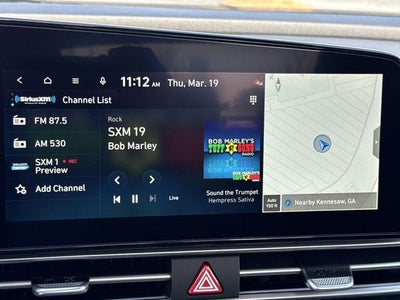 11:12 AM Thu, Mar. 19
SiriusXM Channel List
SATELLITE RADIO
FM 87.5
AM 530
SXM 1 REC
Preview
Add Channel
Rock
SXM 19
Bob Marley
Live
BOB MARLEY'S
TUFF GONG
RADIO
Sound the Trumpet
Hempress Sativa
Auto
150 ft
Nearby Kennesaw, GA